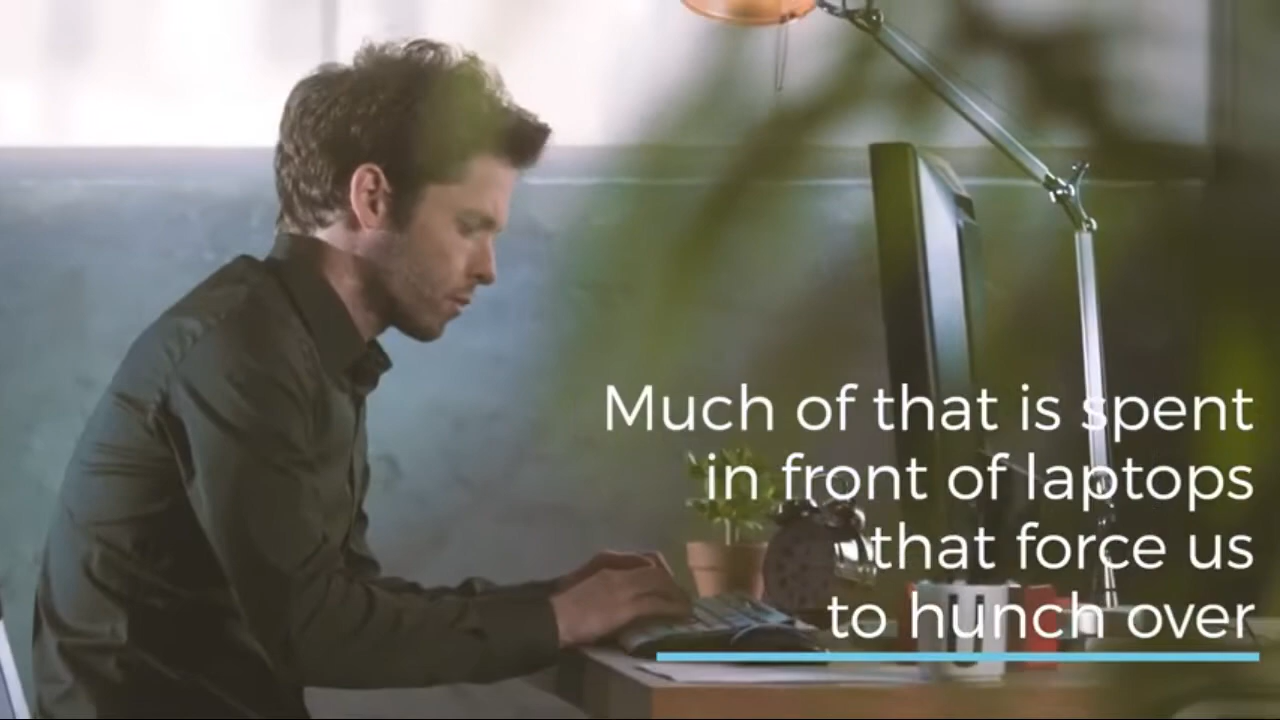 Much of that is spent
in front of laptops
that force us
to hunch over